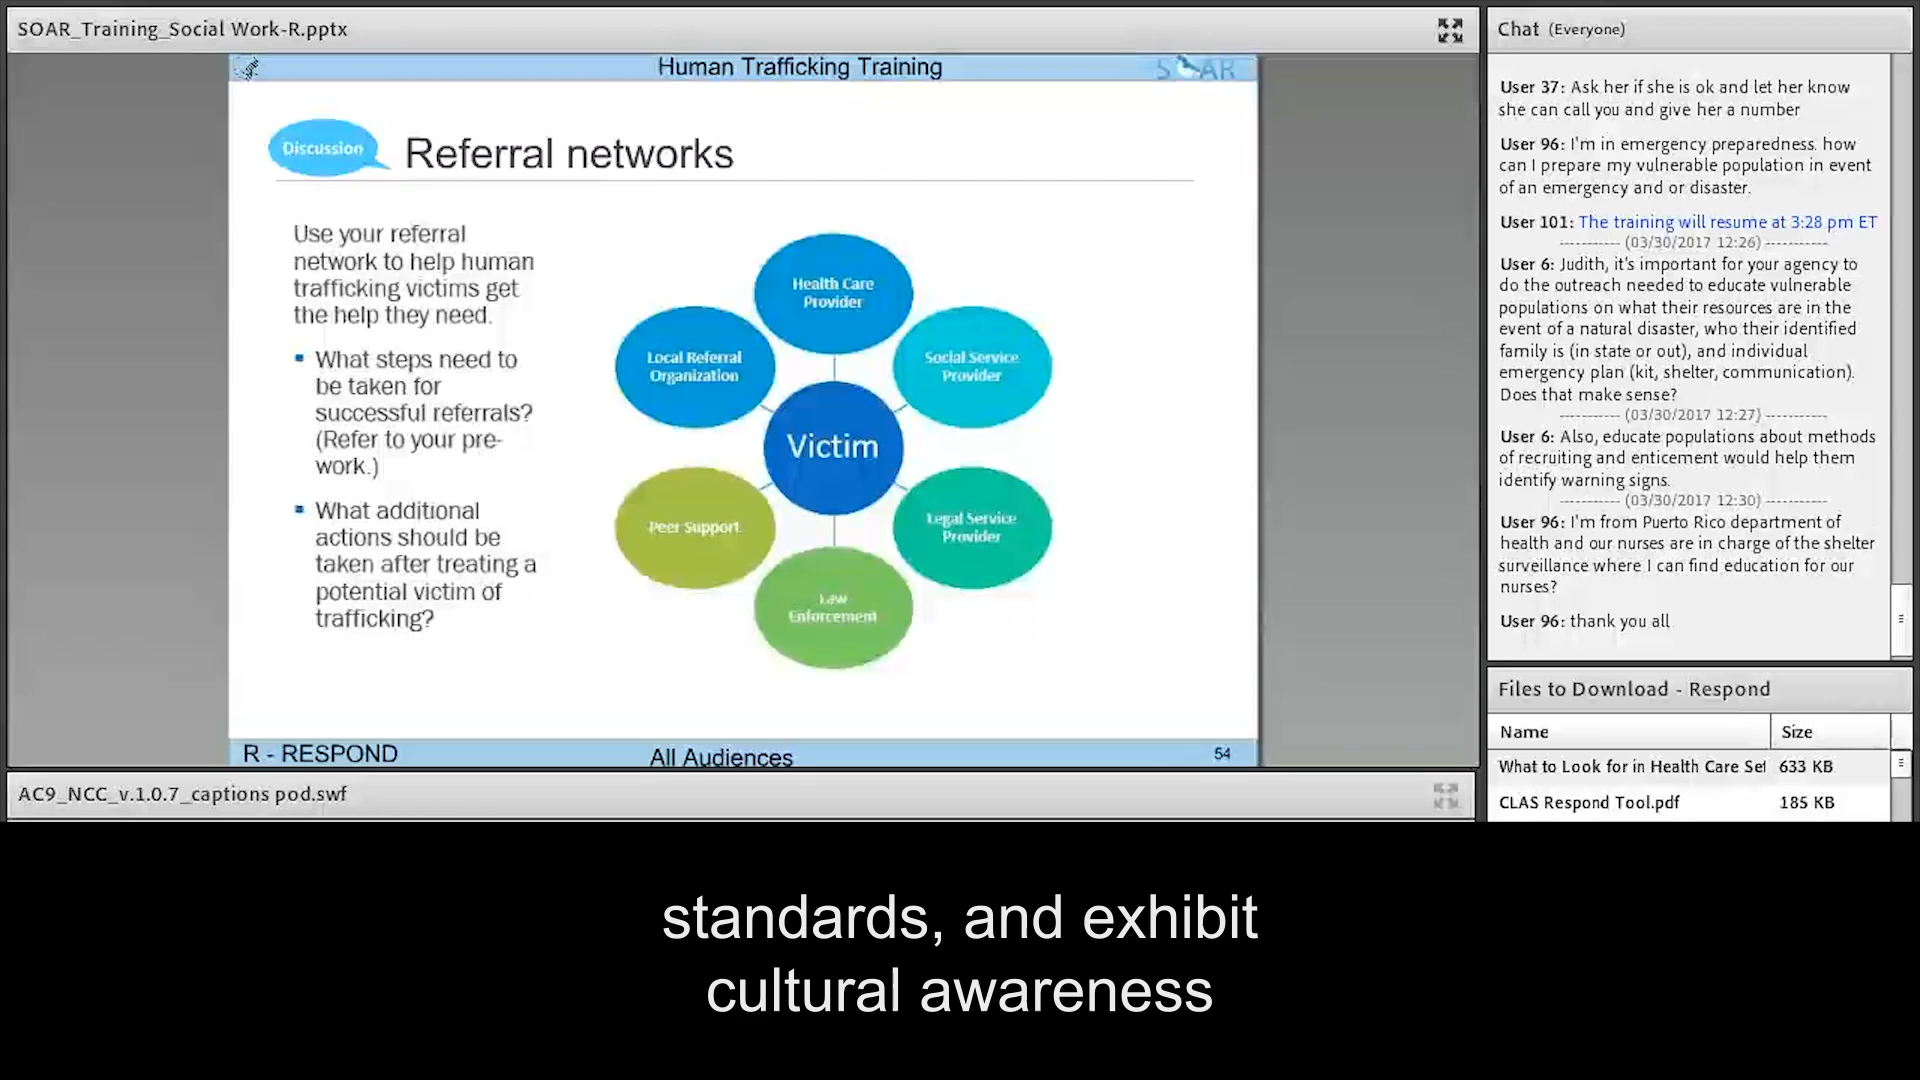 SOAR_Training_Social Work-R.pptx
Human Trafficking Training
SOAR
Discussion
Referral networks
Use your referral
network to help human
trafficking victims get
the help they need.
What steps need to
be taken for
successful referrals?
(Refer to your pre-
work.)
What additional
actions should be
taken after treating a
potential victim of
trafficking?
Health Care
Provider
Local Referral
Organization
Social Service
Provider
Victim
Peer Support
Legal Service
Provider
Law
Enforcement
R - RESPOND
All Audiences
54
AC9_NCC_v.1.0.7_captions pod.swf
standards, and exhibit
cultural awareness
Chat (Everyone)
User 37: Ask her if she is ok and let her know
she can call you and give her a number
User 96: I'm in emergency preparedness. how
can I prepare my vulnerable population in event
of an emergency and or disaster.
User 101: The training will resume at 3:28 pm ET
----------- (03/30/2017 12:26) -----------
User 6: Judith, it's important for your agency to
do the outreach needed to educate vulnerable
populations on what their resources are in the
event of a natural disaster, who their identified
family is (in state or out), and individual
emergency plan (kit, shelter, communication).
Does that make sense?
----------- (03/30/2017 12:27) -----------
User 6: Also, educate populations about methods
of recruiting and enticement would help them
identify warning signs.
----------- (03/30/2017 12:30) -----------
User 96: I'm from Puerto Rico department of
health and our nurses are in charge of the shelter
surveillance where I can find education for our
nurses?
User 96: thank you all
Files to Download - Respond
Name Size
What to Look for in Health Care Set 633 KB
CLAS Respond Tool.pdf 185 KB